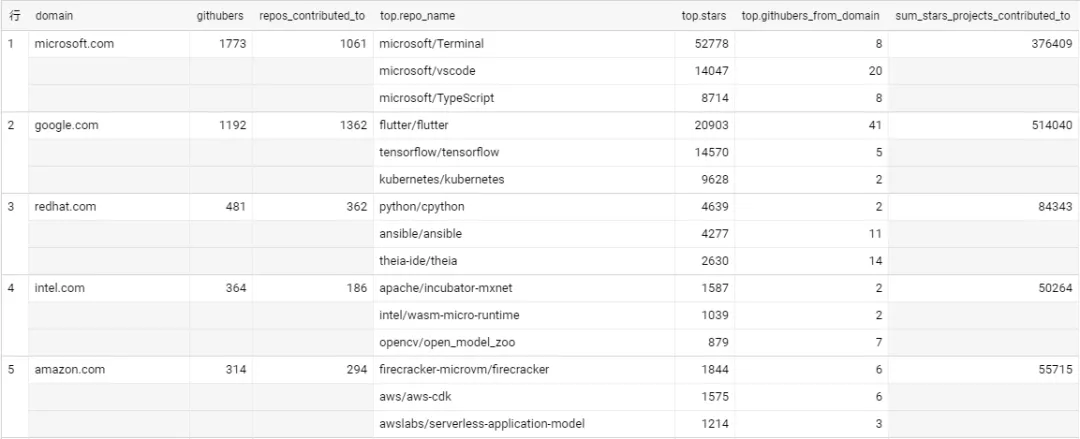 行 domain githubers repos_contributed_to top.repo_name top.stars top.githubers_from_domain sum_stars_projects_contributed_to
1 microsoft.com 1773 1061 microsoft/Terminal 52778 8 376409
microsoft/vscode 14047 20
microsoft/TypeScript 8714 8
2 google.com 1192 1362 flutter/flutter 20903 41 514040
tensorflow/tensorflow 14570 5
kubernetes/kubernetes 9628 2
3 redhat.com 481 362 python/cpython 4639 2 84343
ansible/ansible 4277 11
theia-ide/theia 2630 14
4 intel.com 364 186 apache/incubator-mxnet 1587 2 50264
intel/wasm-micro-runtime 1039 2
opencv/open_model_zoo 879 7
5 amazon.com 314 294 firecracker-microvm/firecracker 1844 6 55715
aws/aws-cdk 1575 6
awslabs/serverless-application-model 1214 3